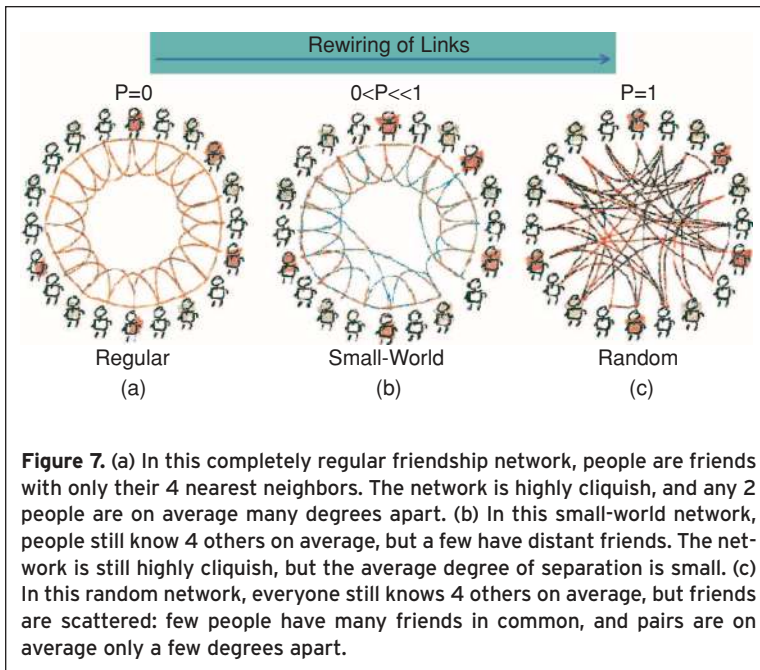 Rewiring of Links
P=0
0<P<<1
P=1
Regular
Small-World
Random
(a)
(b)
(c)
Figure 7. (a) In this completely regular friendship network, people are friends
with only their 4 nearest neighbors. The network is highly cliquish, and any 2
people are on average many degrees apart. (b) In this small-world network,
people still know 4 others on average, but a few have distant friends. The net-
work is still highly cliquish, but the average degree of separation is small. (c)
In this random network, everyone still knows 4 others on average, but friends
are scattered: few people have many friends in common, and pairs are on
average only a few degrees apart.